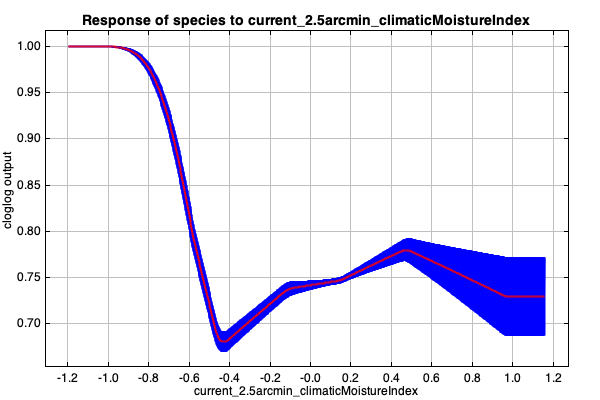 Response of species to current_2.5arcmin_climaticMoistureIndex
cloglog output
1.00
0.95
0.90
0.85
0.80
0.75
0.70
-1.2 -1.0 -0.8 -0.6 -0.4 -0.2 -0.0 0.2 0.4 0.6 0.8 1.0 1.2
current_2.5arcmin_climaticMoistureIndex